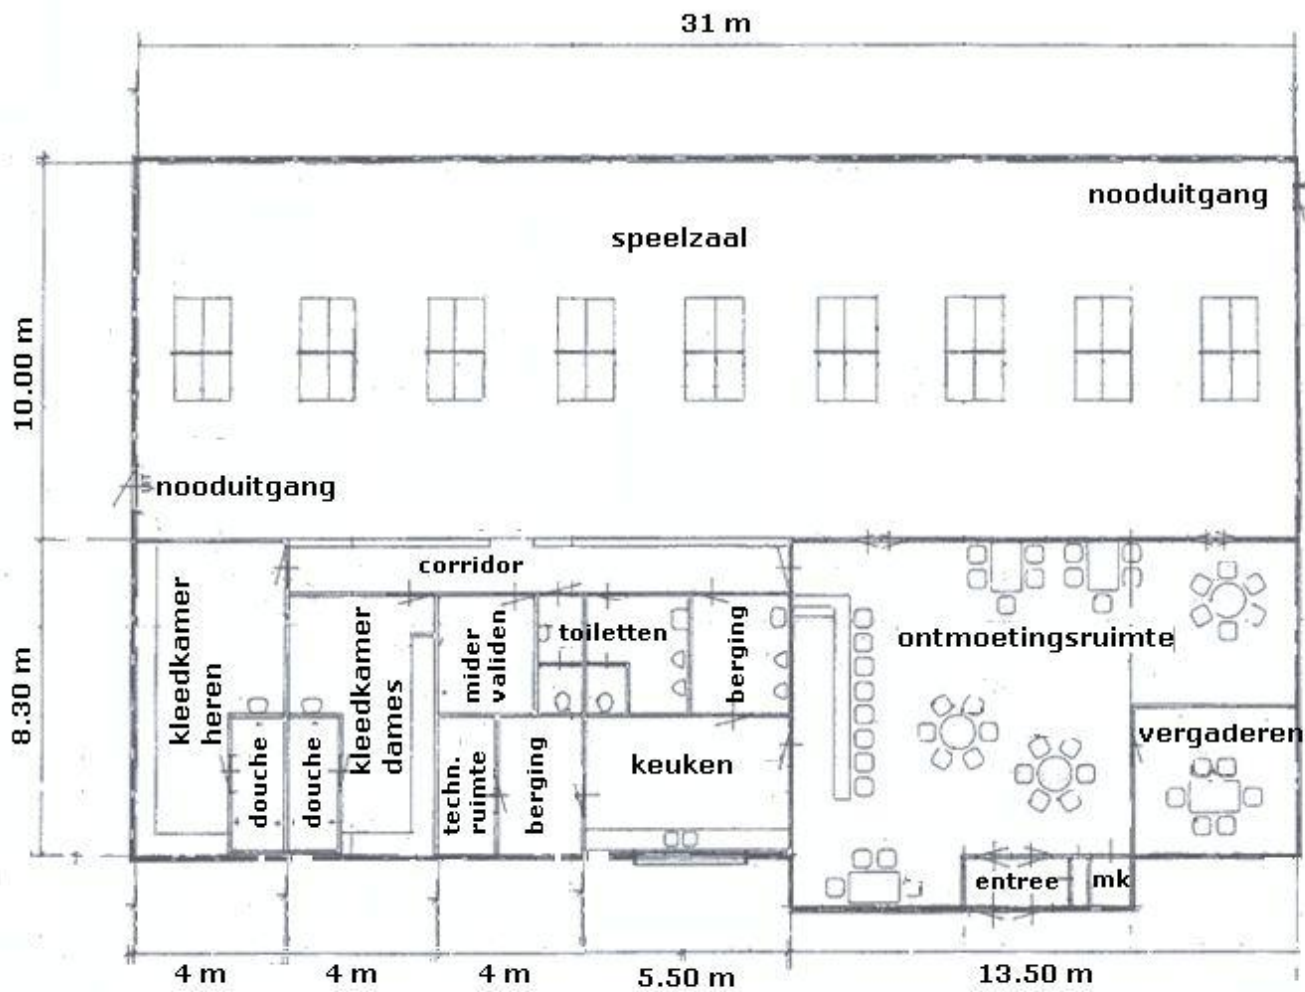 31 m
nooduitgang
speelzaal
10.00 m
nooduitgang
corridor
8.30 m
kleedkamer
heren
kleedkamer
dames
mider
validen
toiletten
berging
ontmoetingsruimte
douche
douche
techn.
ruimte
berging
keuken
vergaderen
entree
mk
4 m
4 m
4 m
5.50 m
13.50 m